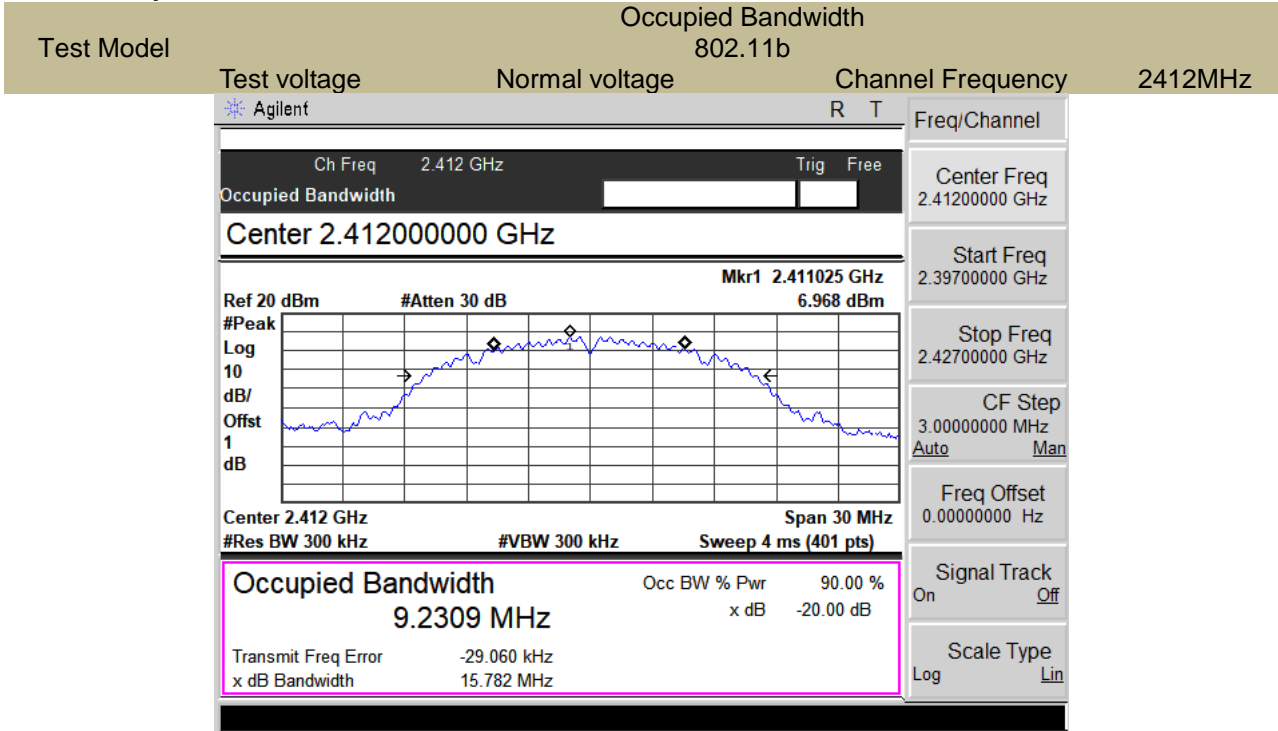 Occupied Bandwidth
Test Model 802.11b
Test voltage Normal voltage Channel Frequency 2412MHz
Agilent R T
Freq/Channel
Ch Freq 2.412 GHz Trig Free
Occupied Bandwidth
Center 2.412000000 GHz
Mkr1 2.411025 GHz
Ref 20 dBm #Atten 30 dB 6.968 dBm
#Peak
Log
10
dB/
Offst
1
dB
1
Center 2.412 GHz Span 30 MHz
#Res BW 300 kHz #VBW 300 kHz Sweep 4 ms (401 pts)
Occupied Bandwidth Occ BW % Pwr 90.00 %
9.2309 MHz x dB -20.00 dB
Transmit Freq Error -29.060 kHz
x dB Bandwidth 15.782 MHz
Center Freq
2.41200000 GHz
Start Freq
2.39700000 GHz
Stop Freq
2.42700000 GHz
CF Step
3.00000000 MHz
Auto Man
Freq Offset
0.00000000 Hz
Signal Track
On Off
Scale Type
Log Lin